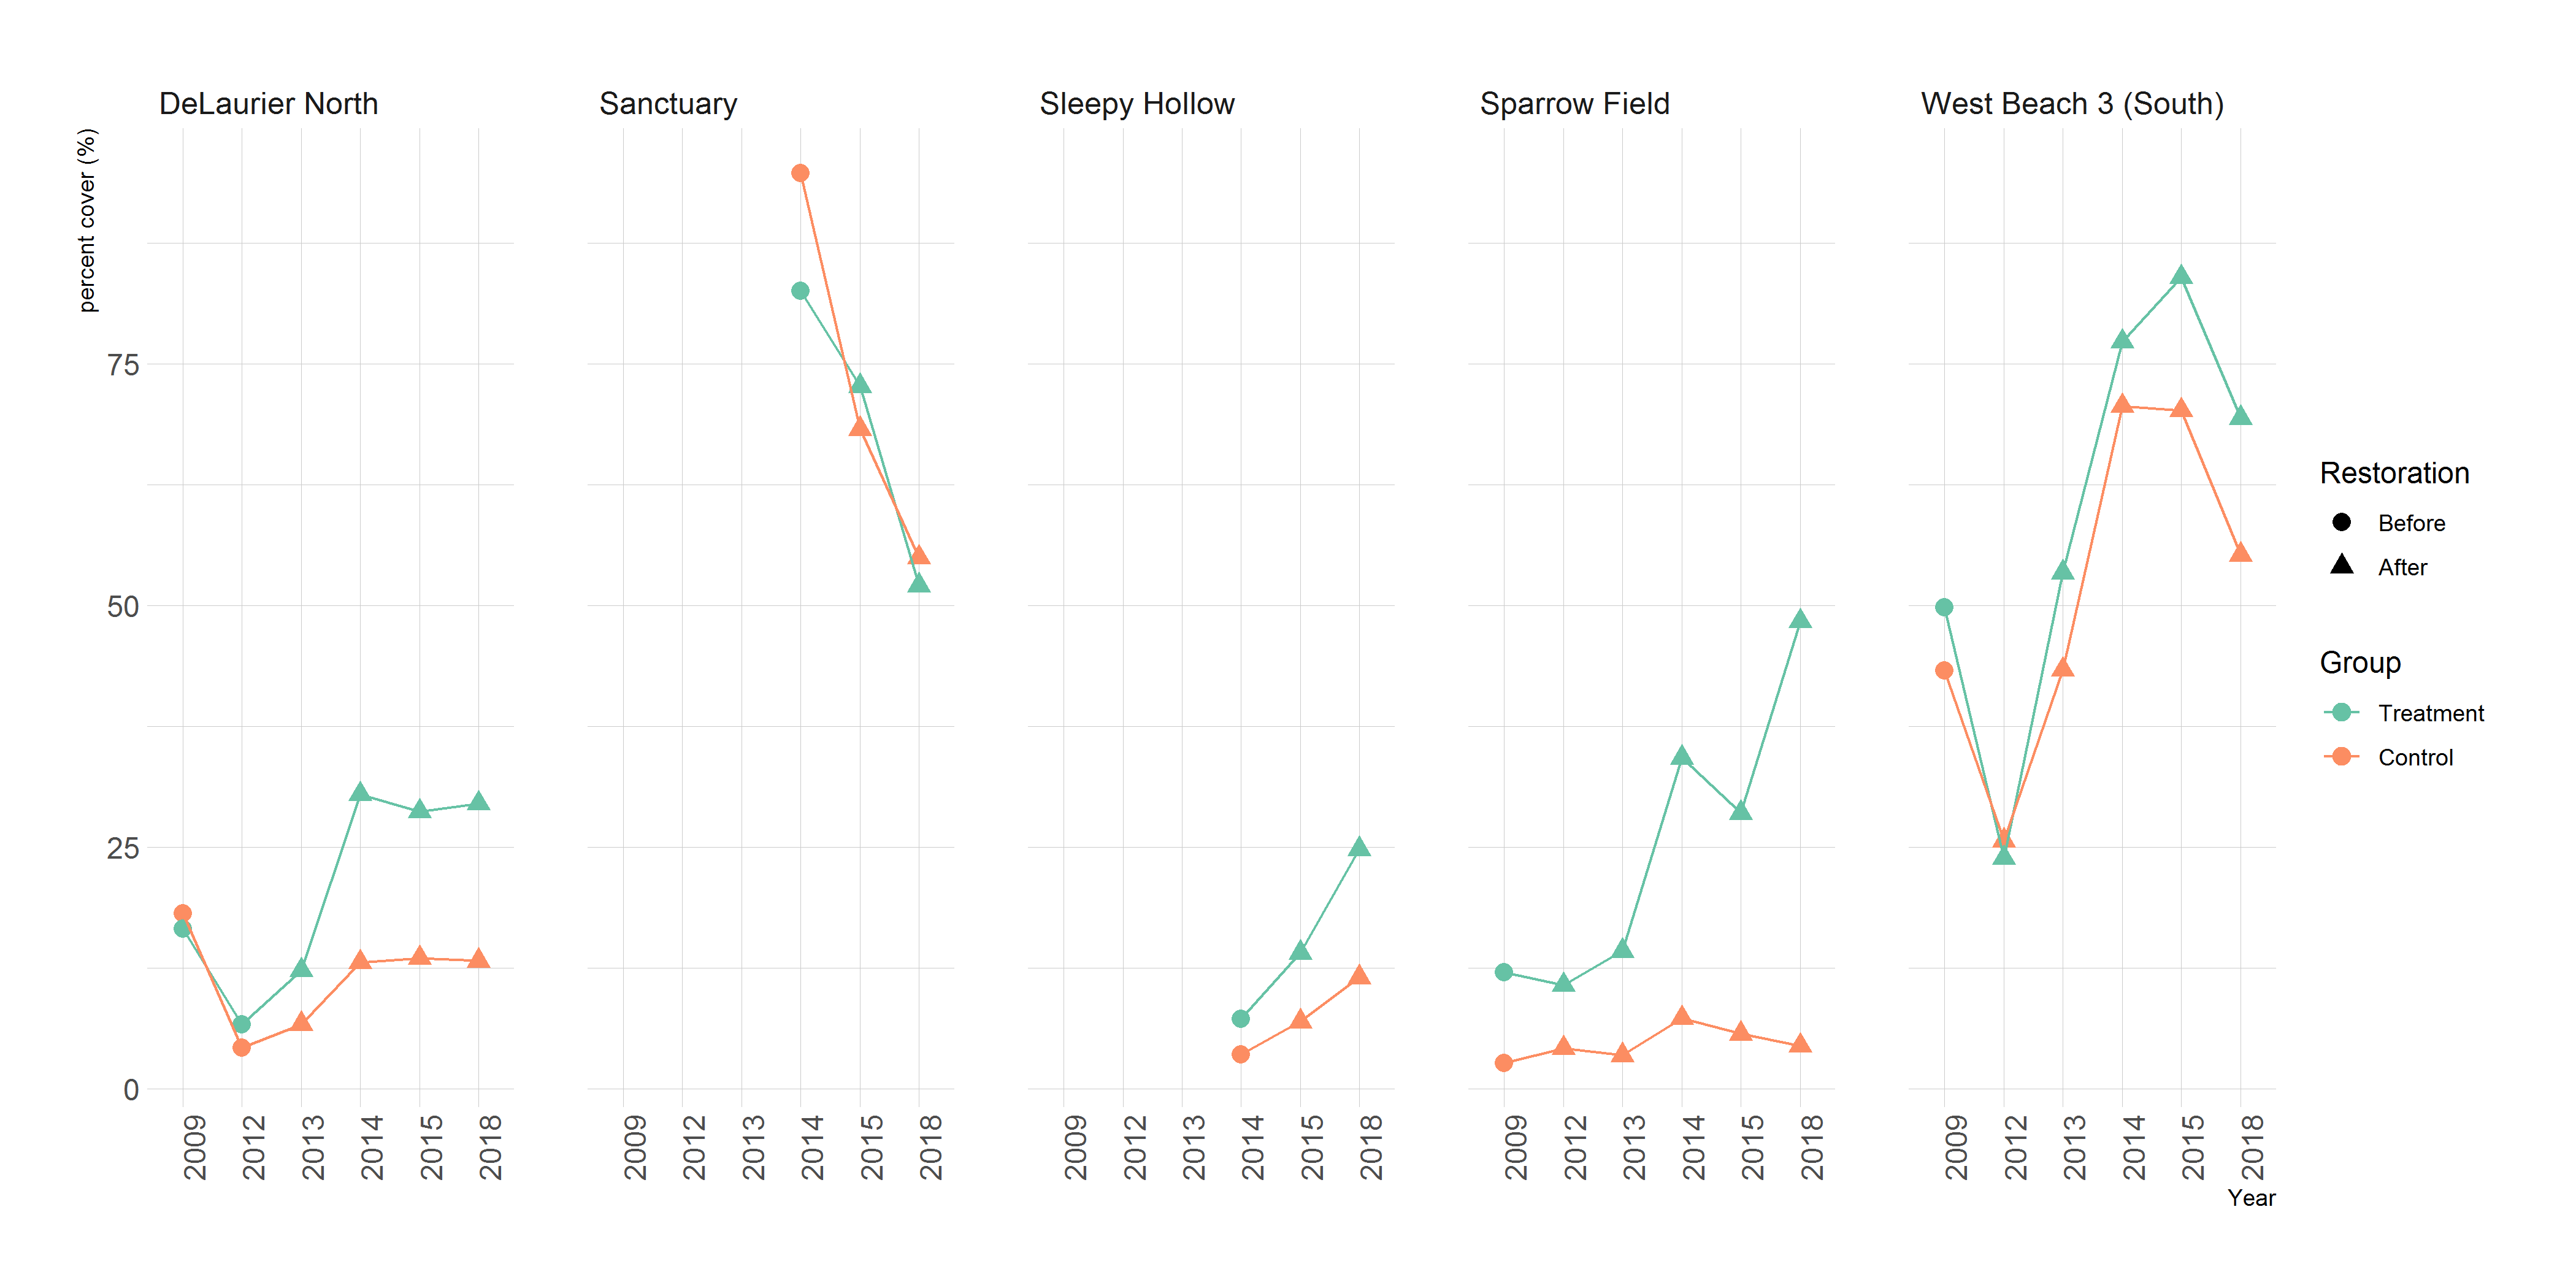 DeLaurier North
Sanctuary
Sleepy Hollow
Sparrow Field
West Beach 3 (South)
percent cover (%)
75
50
25
0
2009 2012 2013 2014 2015 2018
2009 2012 2013 2014 2015 2018
2009 2012 2013 2014 2015 2018
2009 2012 2013 2014 2015 2018
2009 2012 2013 2014 2015 2018
Year
Restoration
Before
After
Group
Treatment
Control